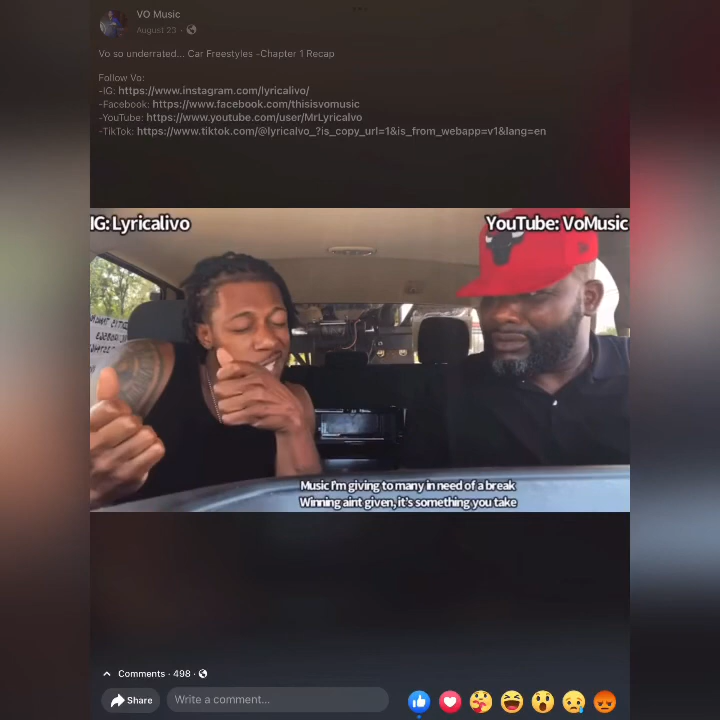 VO Music
August 23
Vo so underrated... Car Freestyles -Chapter 1 Recap
Follow Vo:
-IG: https://www.instagram.com/lyricalivo/
-Facebook: https://www.facebook.com/thisisvomusic
-YouTube: https://www.youtube.com/user/MrLyricalvo
-TikTok: https://www.tiktok.com/@lyricalvo_?is_copy_url=1&is_from_webapp=v1&lang=en
IG: Lyricalivo
YouTube: VoMusic
Music I'm giving to many in need of a break
Winning aint given, it's something you take
Comments · 498 ·
Share
Write a comment...